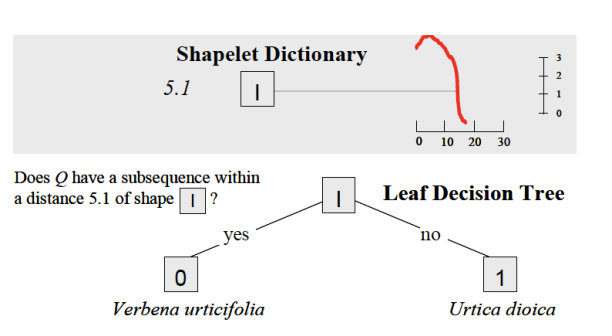 Shapelet Dictionary
5.1
I
3
2
1
0
0 10 20 30
Does Q have a subsequence within
a distance 5.1 of shape I ?
I
Leaf Decision Tree
yes no
0 1
Verbena urticifolia Urtica dioica